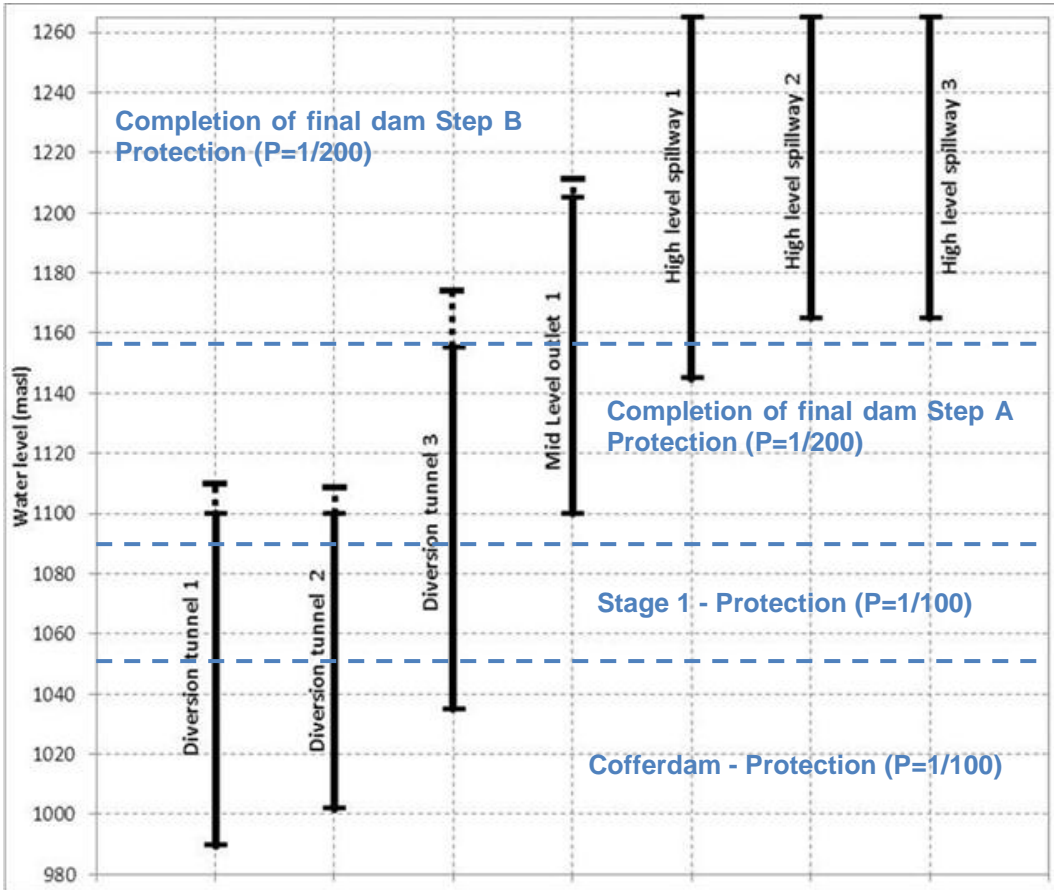 1260
1240
1220
1200
1180
1160
1140
1120
1100
1080
1060
1040
1020
1000
980
Water level (masl)
Completion of final dam Step B
Protection (P=1/200)
Completion of final dam Step A
Protection (P=1/200)
Stage 1 - Protection (P=1/100)
Cofferdam - Protection (P=1/100)
Diversion tunnel 1
Diversion tunnel 2
Diversion tunnel 3
Mid Level outlet 1
High level spillway 1
High level spillway 2
High level spillway 3